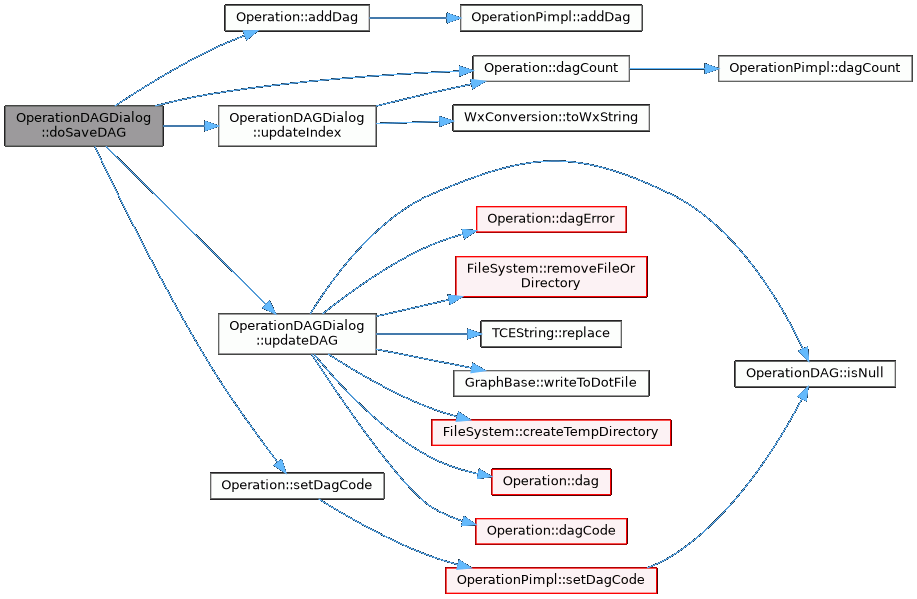 Operation::addDag
OperationPimpl::addDag
Operation::dagCount
OperationPimpl::dagCount
OperationDAGDialog
::doSaveDAG
OperationDAGDialog
::updateIndex
WxConversion::toWxString
Operation::dagError
FileSystem::removeFileOr
Directory
OperationDAGDialog
::updateDAG
TCEString::replace
GraphBase::writeToDotFile
OperationDAG::isNull
FileSystem::createTempDirectory
Operation::dag
Operation::setDagCode
Operation::dagCode
OperationPimpl::setDagCode